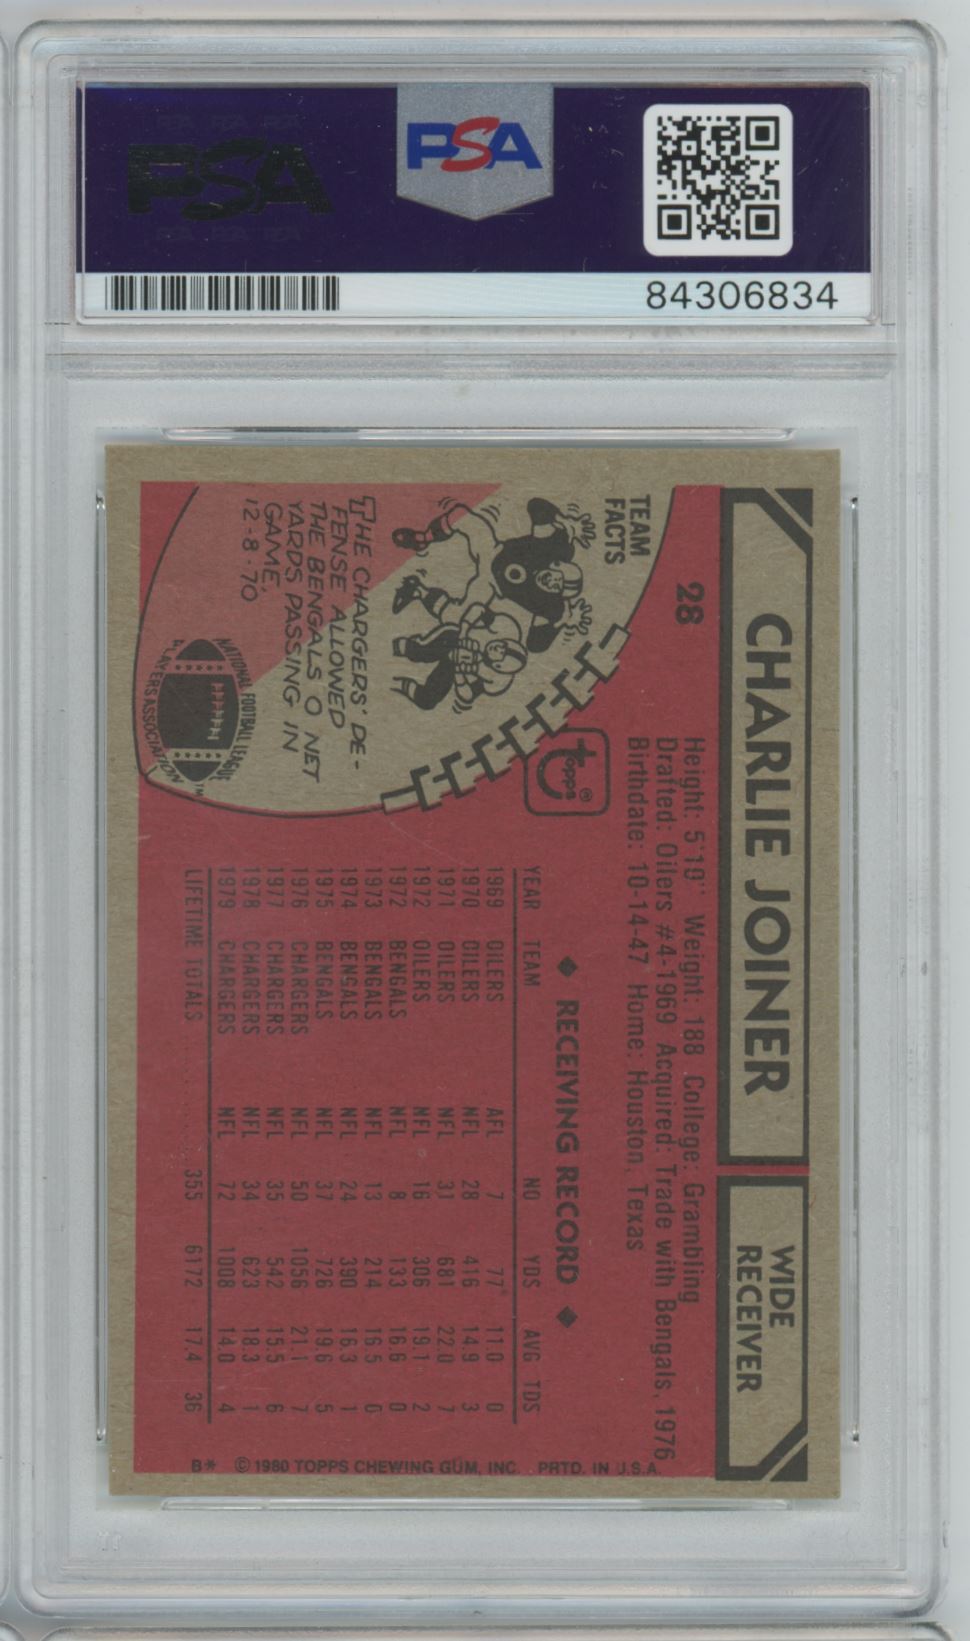 PSA
PSA
84306834
CHARLIE JOINER
WIDE
RECEIVER
28
Height: 5'10" Weight: 188 College: Grambling
Drafted: Oilers #4-1969 Acquired: Trade with Bengals, 1976
Birthdate: 10-14-47 Home: Houston, Texas
TEAM
FACTS
THE CHARGERS' DE-
FENSE ALLOWED
THE BENGALS 0 NET
YARDS PASSING IN
GAME,
12-8-70
NATIONAL FOOTBALL LEAGUE
PLAYERS ASSOCIATION
TM
topps®
◆ RECEIVING RECORD ◆
YEAR TEAM NO YDS AVG TDS
1969 OILERS AFL 7 77* 11.0 0
1970 OILERS NFL 28 416 14.9 3
1971 OILERS NFL 31 681 22.0 7
1972 OILERS NFL 16 306 19.1 2
1972 BENGALS NFL 8 133 16.6 0
1973 BENGALS NFL 13 214 16.5 0
1974 BENGALS NFL 24 390 16.3 1
1975 BENGALS NFL 37 726 19.6 5
1976 CHARGERS NFL 50 1056 21.1 7
1977 CHARGERS NFL 35 542 15.5 6
1978 CHARGERS NFL 34 623 18.3 1
1979 CHARGERS NFL 72 1008 14.0 4
LIFETIME TOTALS 355 6172 17.4 36
B* © 1980 TOPPS CHEWING GUM, INC. PRTD. IN U.S.A.